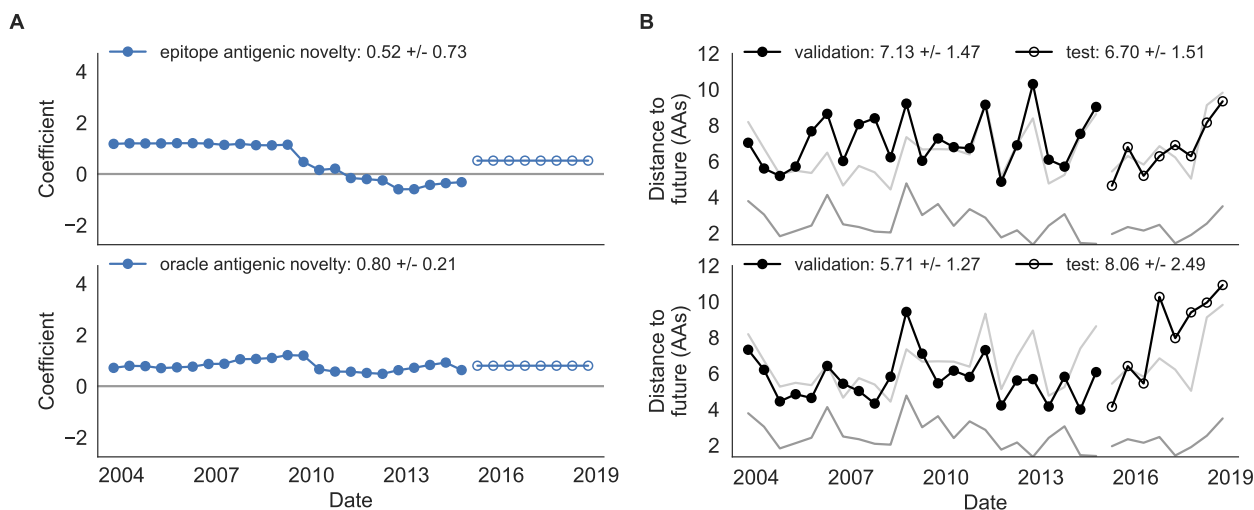 A
epitope antigenic novelty: 0.52 +/- 0.73
4
2
0
−2
Coefficient
oracle antigenic novelty: 0.80 +/- 0.21
4
2
0
−2
Coefficient
2004 2007 2010 2013 2016 2019
Date
B
validation: 7.13 +/- 1.47 test: 6.70 +/- 1.51
12
10
8
6
4
2
Distance to
future (AAs)
validation: 5.71 +/- 1.27 test: 8.06 +/- 2.49
12
10
8
6
4
2
Distance to
future (AAs)
2004 2007 2010 2013 2016 2019
Date